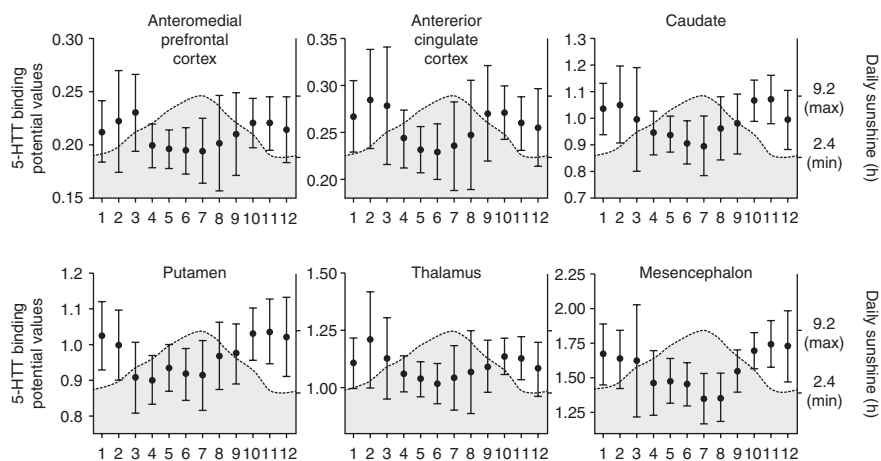 Anteromedial
prefrontal
cortex
5-HTT binding
potential values
0.30
0.25
0.20
0.15
1 2 3 4 5 6 7 8 9 10 11 12
Antererior
cingulate
cortex
0.35
0.30
0.25
0.20
1 2 3 4 5 6 7 8 9 10 11 12
Caudate
1.3
1.2
1.1
1.0
0.9
0.8
0.7
1 2 3 4 5 6 7 8 9 10 11 12
9.2
(max)
2.4
(min)
Daily sunshine (h)
Putamen
5-HTT binding
potential values
1.2
1.1
1.0
0.9
0.8
1 2 3 4 5 6 7 8 9 10 11 12
Thalamus
1.50
1.25
1.00
1 2 3 4 5 6 7 8 9 10 11 12
Mesencephalon
2.25
2.00
1.75
1.50
1.25
1 2 3 4 5 6 7 8 9 10 11 12
9.2
(max)
2.4
(min)
Daily sunshine (h)